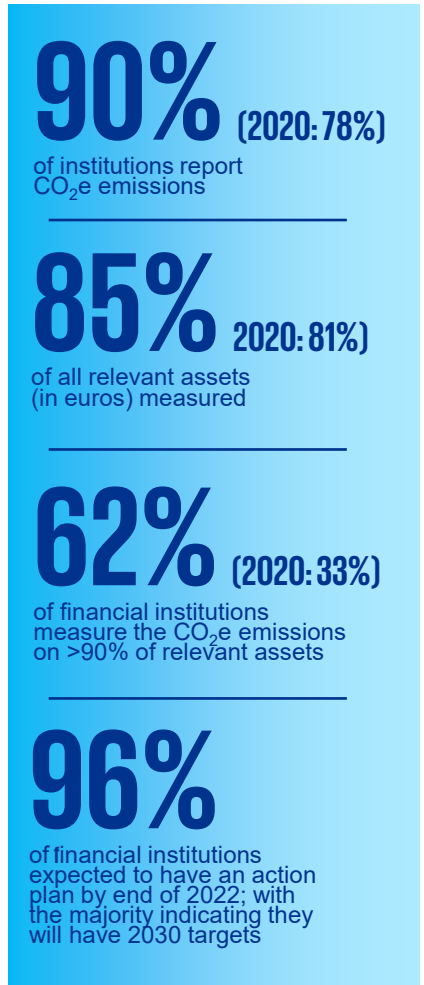 90% (2020: 78%)
of institutions report
CO₂e emissions
85% 2020: 81%)
of all relevant assets
(in euros) measured
62% (2020: 33%)
of financial institutions
measure the CO₂e emissions
on >90% of relevant assets
96%
of financial institutions
expected to have an action
plan by end of 2022; with
the majority indicating they
will have 2030 targets